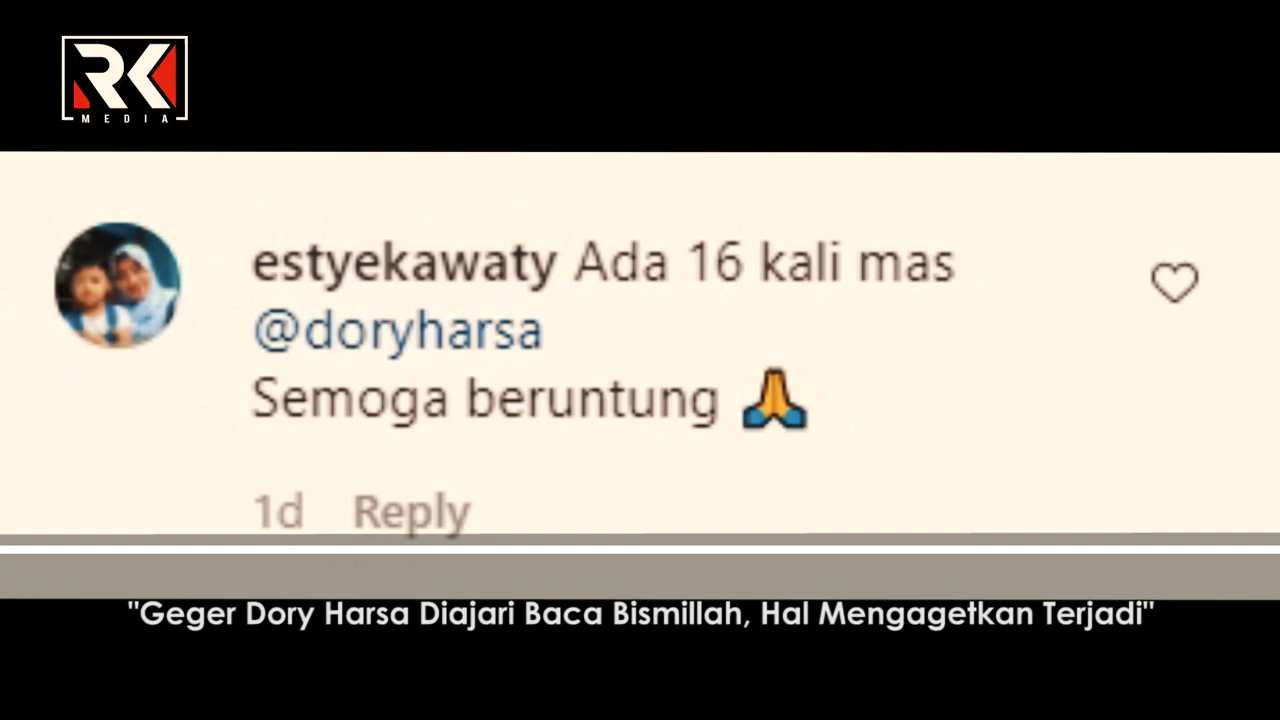 RK
MEDIA
estyekawaty Ada 16 kali mas
@doryharsa
Semoga beruntung 🙏
1d Reply
"Geger Dory Harsa Diajari Baca Bismillah, Hal Mengagetkan Terjadi"